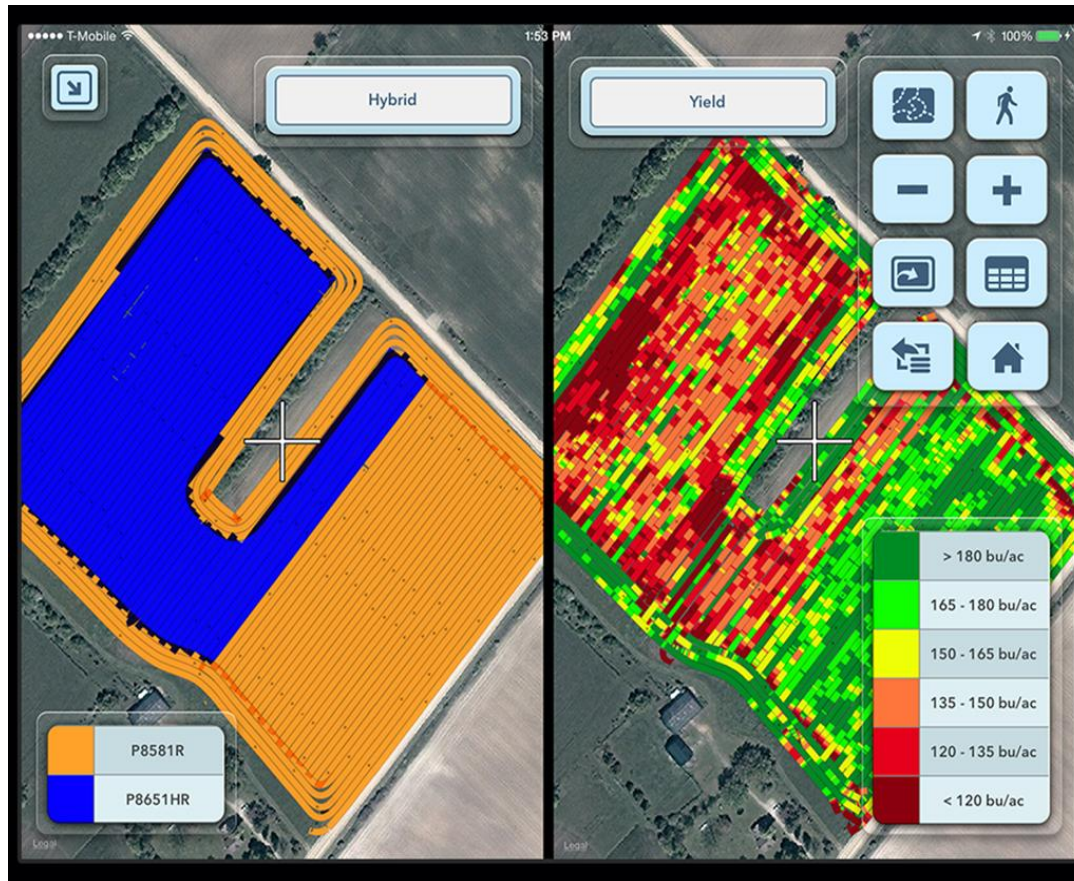 T-Mobile
1:53 PM
100%
Hybrid
Yield
P8581R
P8651HR
Legal
> 180 bu/ac
165 - 180 bu/ac
150 - 165 bu/ac
135 - 150 bu/ac
120 - 135 bu/ac
< 120 bu/ac
Legal